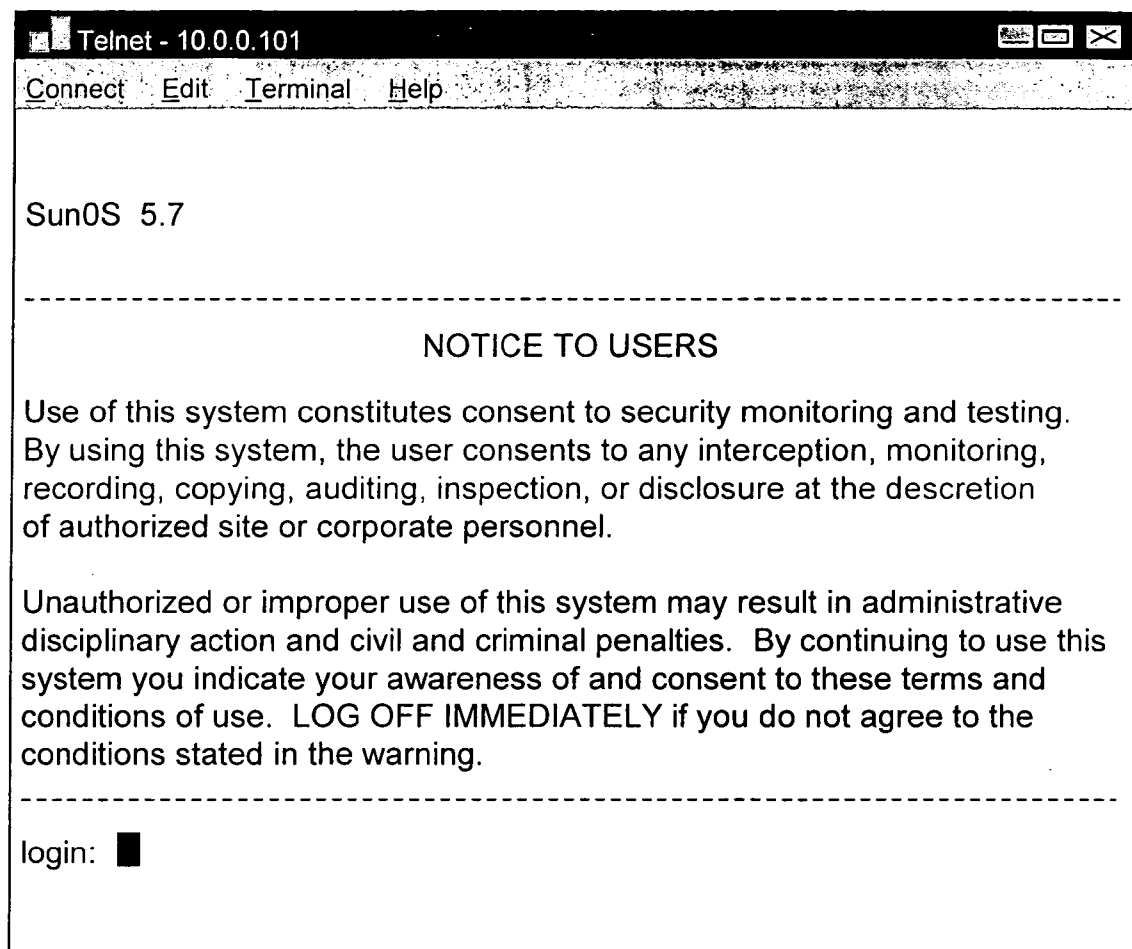 Telnet - 10.0.0.101
Connect Edit Terminal Help
Sun0S 5.7
NOTICE TO USERS
Use of this system constitutes consent to security monitoring and testing.
By using this system, the user consents to any interception, monitoring,
recording, copying, auditing, inspection, or disclosure at the descretion
of authorized site or corporate personnel.
Unauthorized or improper use of this system may result in administrative
disciplinary action and civil and criminal penalties. By continuing to use this
system you indicate your awareness of and consent to these terms and
conditions of use. LOG OFF IMMEDIATELY if you do not agree to the
conditions stated in the warning.
login: